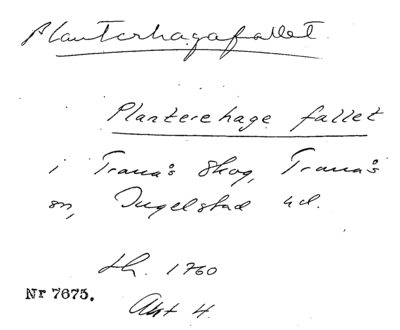 Planterhagafallet.
Planterehage fallet
i Tranås Skog, Tranås
sn, Ingelstad hd.
LH. 1760
Nr 7675.
Akt 4.